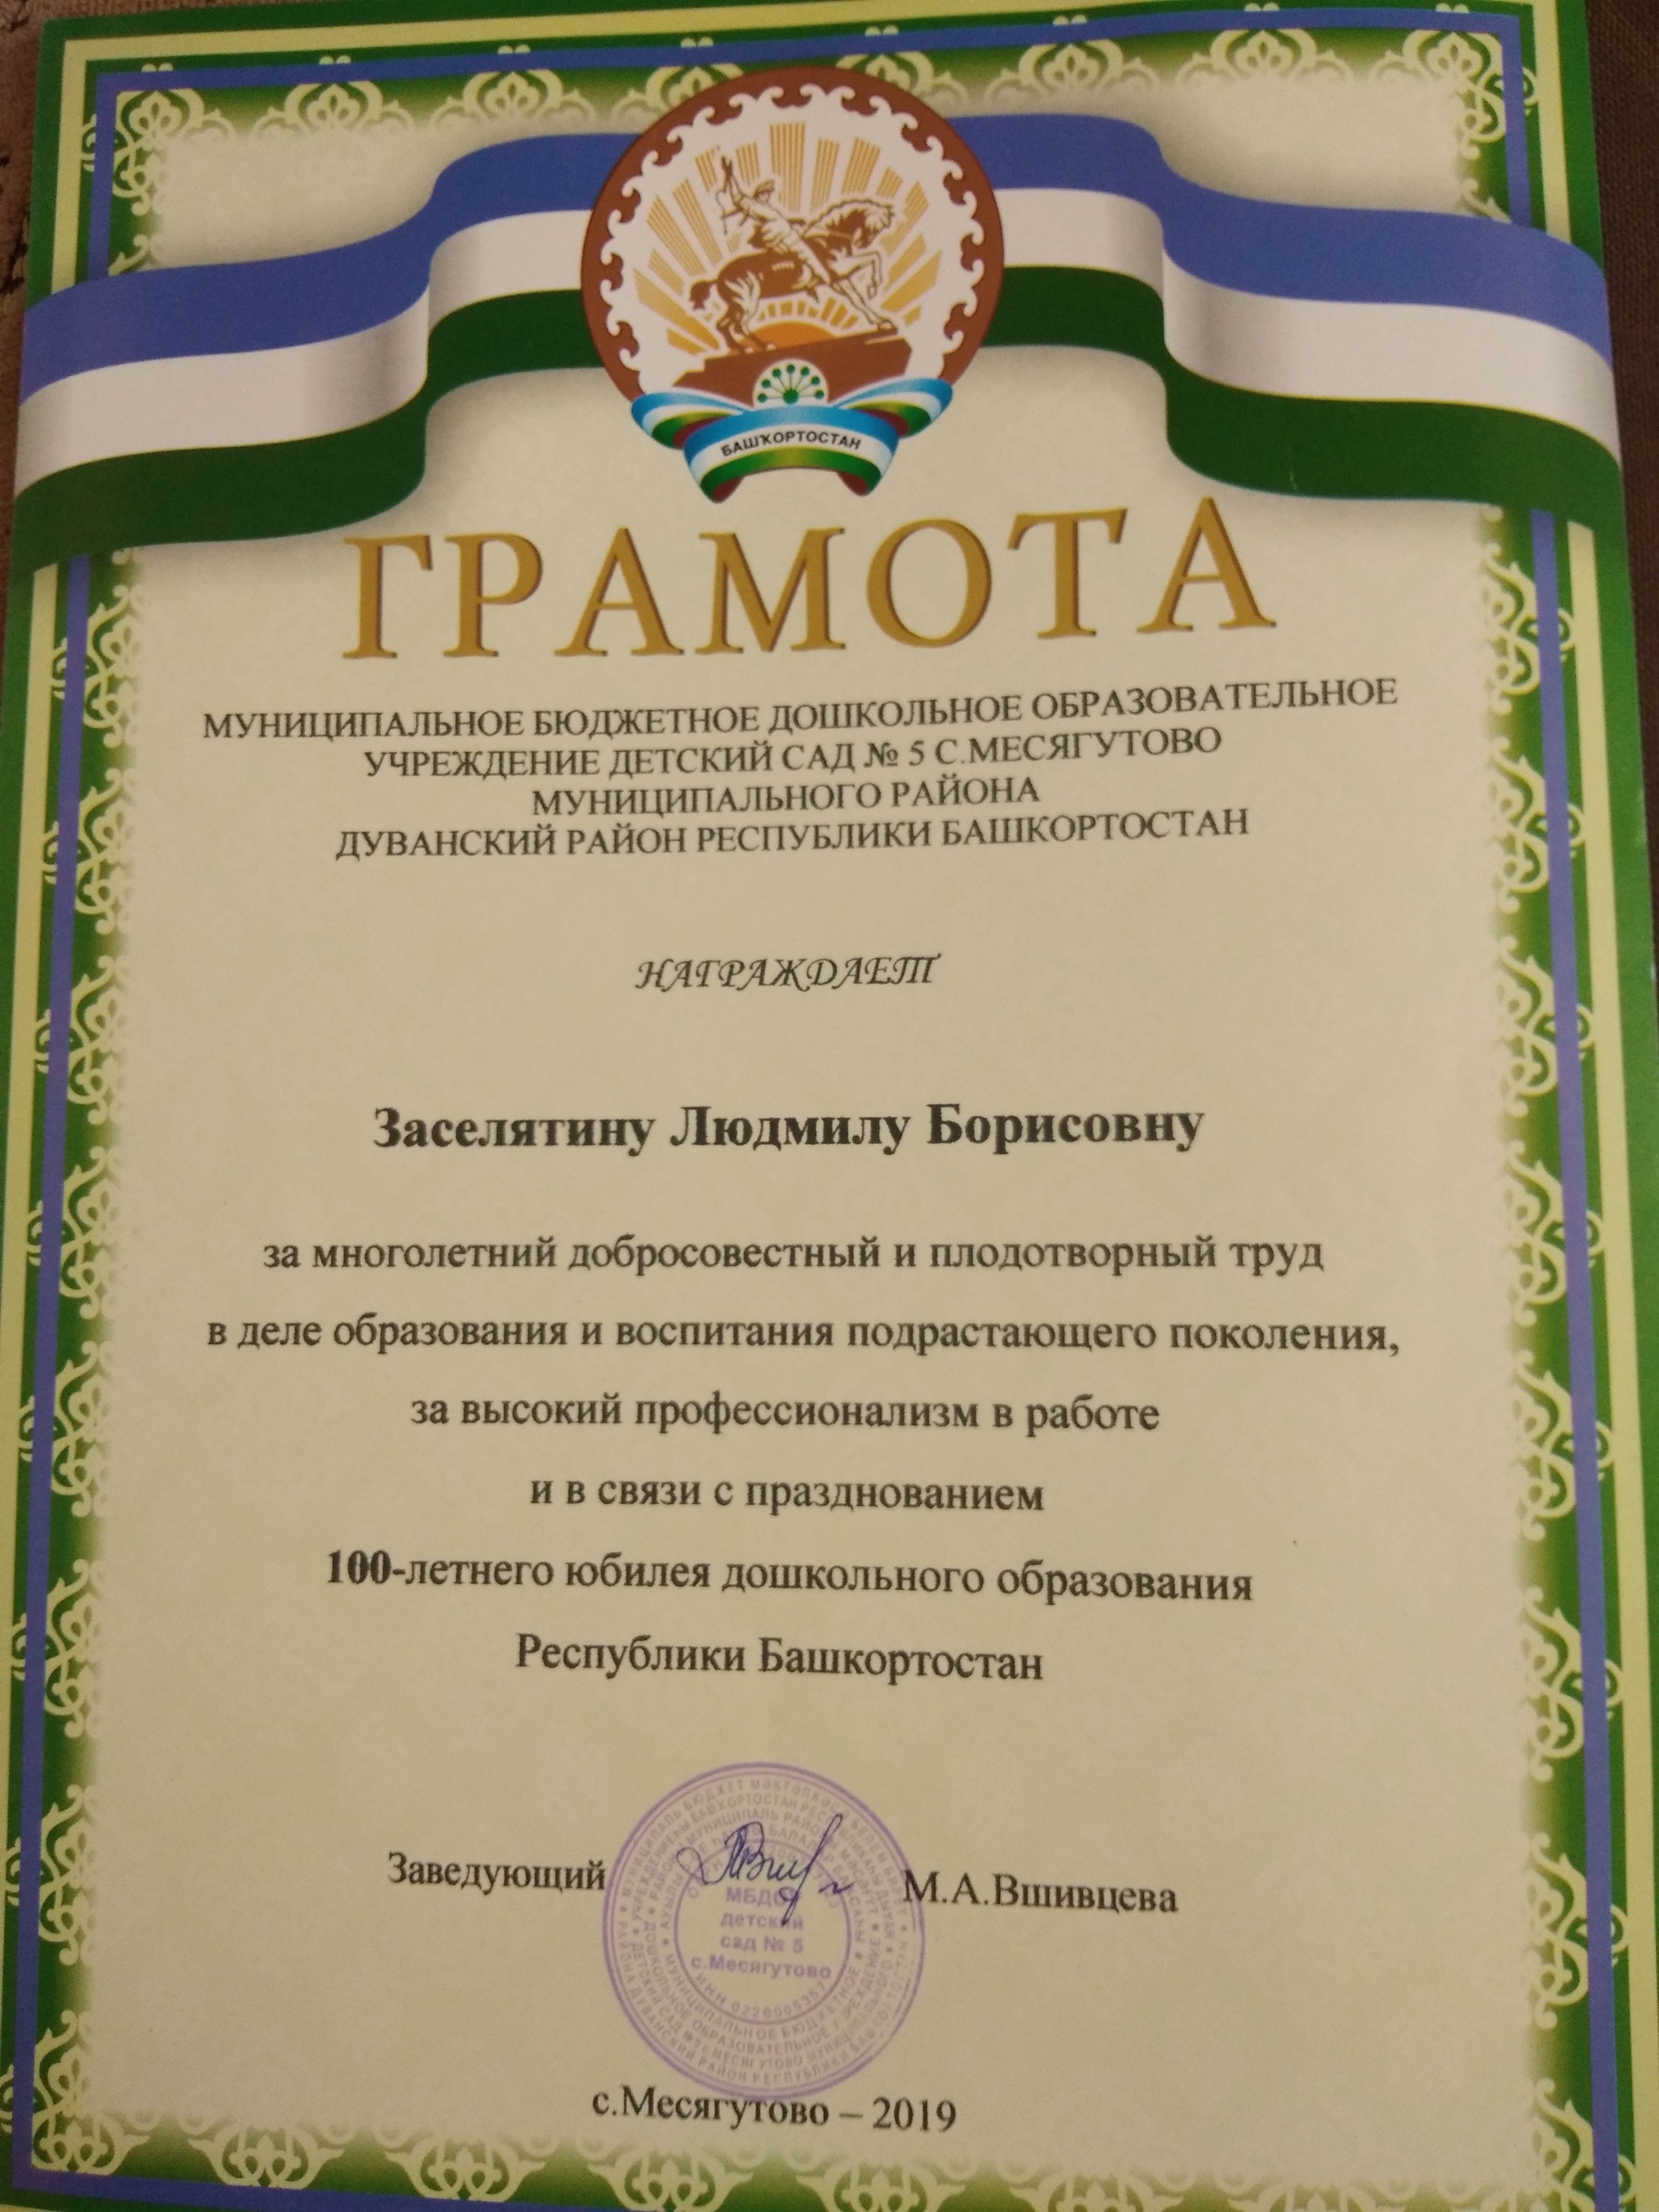 БАШҠОРТОСТАН
ГРАМОТА
МУНИЦИПАЛЬНОЕ БЮДЖЕТНОЕ ДОШКОЛЬНОЕ ОБРАЗОВАТЕЛЬНОЕ
УЧРЕЖДЕНИЕ ДЕТСКИЙ САД № 5 С.МЕСЯГУТОВО
МУНИЦИПАЛЬНОГО РАЙОНА
ДУВАНСКИЙ РАЙОН РЕСПУБЛИКИ БАШКОРТОСТАН
НАГРАЖДАЕТ
Заселятину Людмилу Борисовну
за многолетний добросовестный и плодотворный труд
в деле образования и воспитания подрастающего поколения,
за высокий профессионализм в работе
и в связи с празднованием
100-летнего юбилея дошкольного образования
Республики Башкортостан
Заведующий М.А.Вшивцева
МБДОУ
детский
сад № 5
с.Месягутово
с.Месягутово – 2019